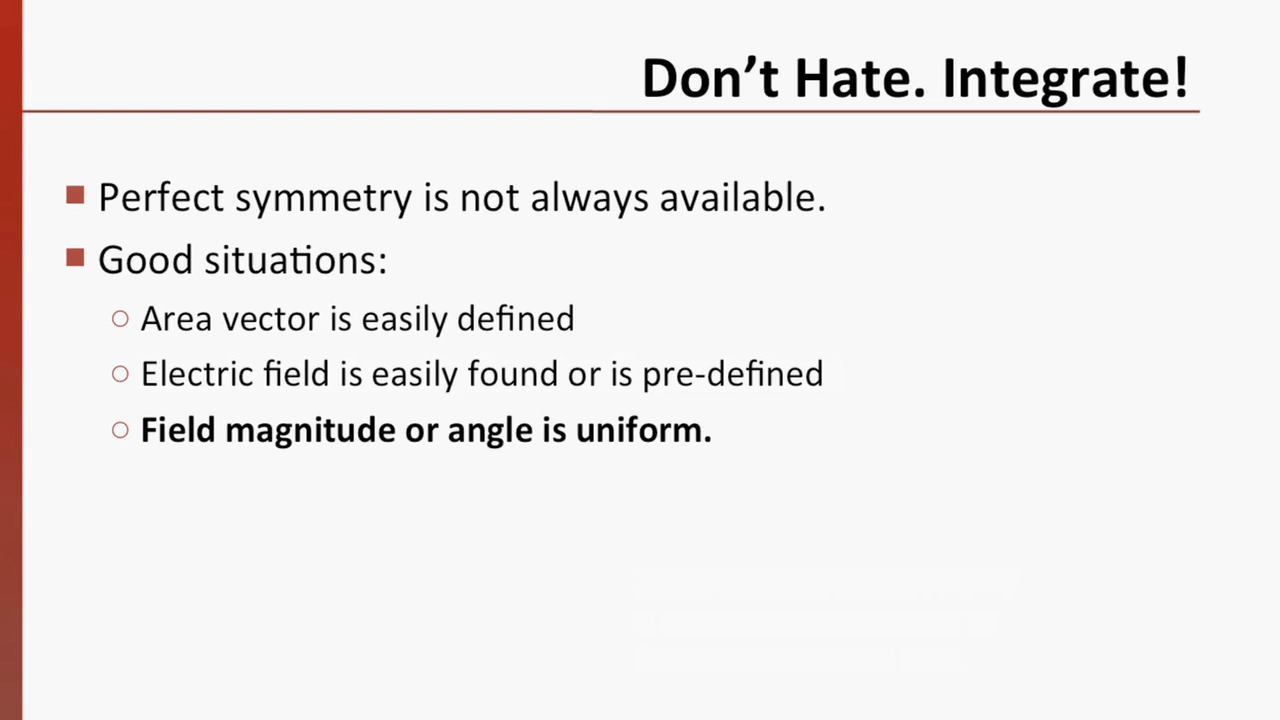 Don’t Hate. Integrate!
Perfect symmetry is not always available.
Good situations:
Area vector is easily defined
Electric field is easily found or is pre-defined
Field magnitude or angle is uniform.